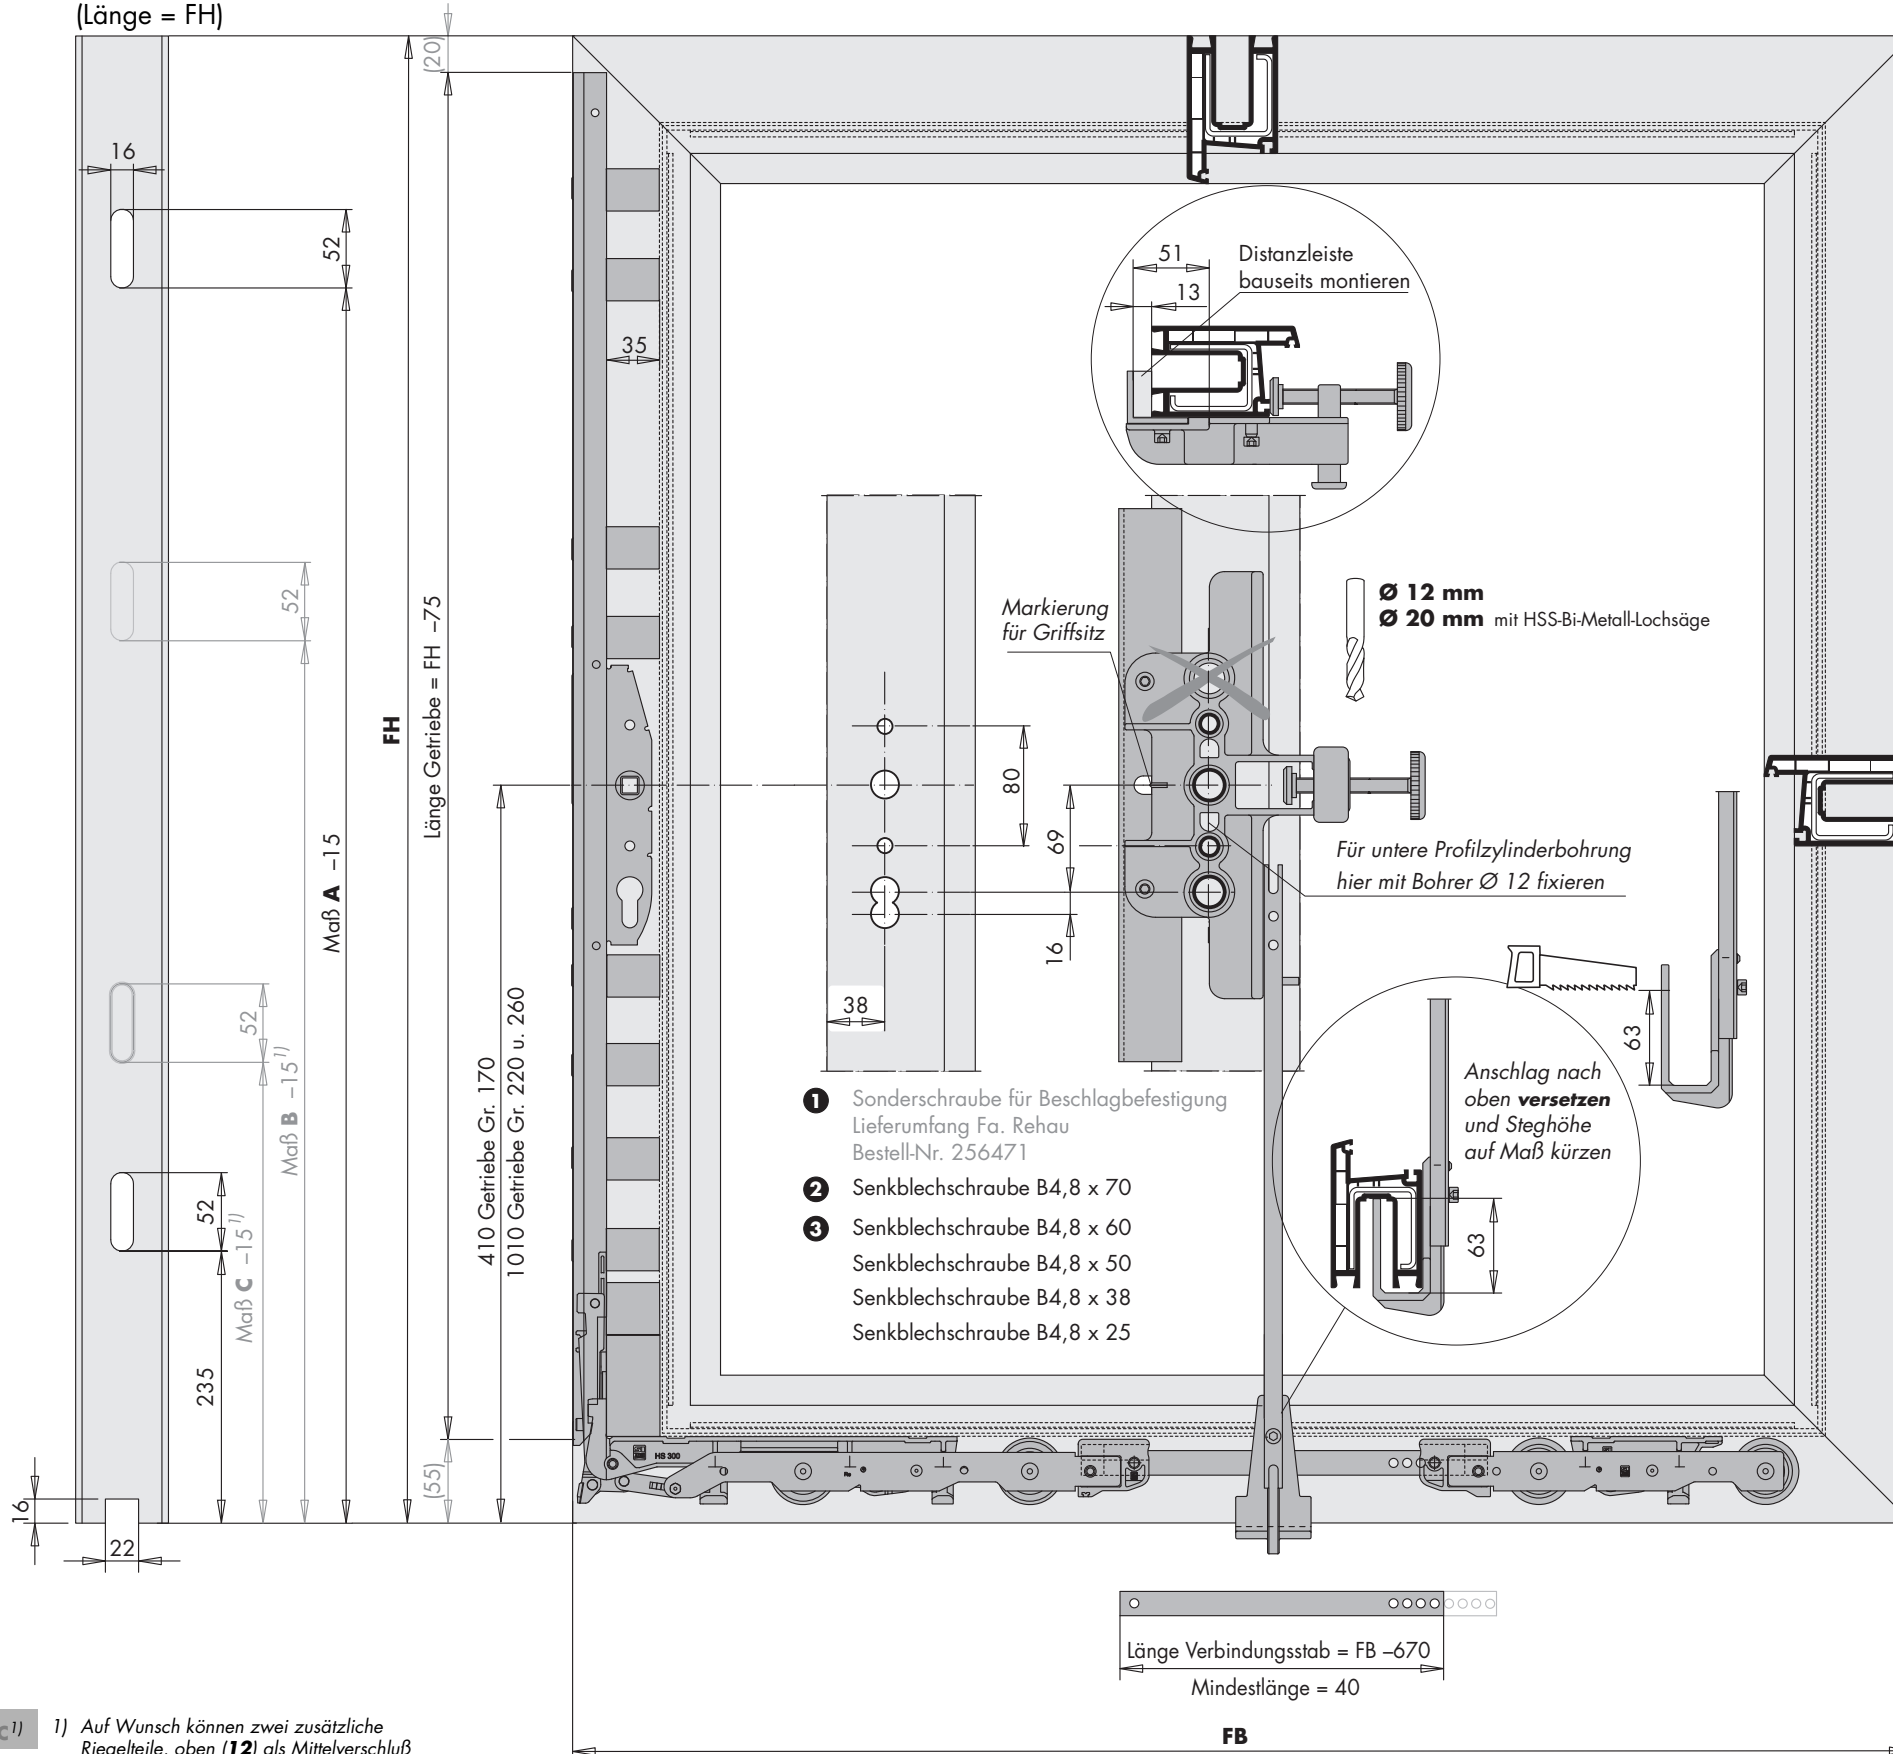 (Länge = FH)
(20)
16
52
35
51
13
Distanzleiste
bauseits montieren
52
Markierung
für Griffsitz
Ø 12 mm
Ø 20 mm mit HSS-Bi-Metall-Lochsäge
FH
Länge Getriebe = FH –75
Maß A –15
80
69
16
38
Für untere Profilzylinderbohrung
hier mit Bohrer Ø 12 fixieren
52
Maß B –15 1)
410 Getriebe Gr. 170
1010 Getriebe Gr. 220 u. 260
63
Anschlag nach
oben versetzen
und Steghöhe
auf Maß kürzen
63
1 Sonderschraube für Beschlagbefestigung
Lieferumfang Fa. Rehau
Bestell-Nr. 256471
2 Senkblechschraube B4,8 x 70
3 Senkblechschraube B4,8 x 60
Senkblechschraube B4,8 x 50
Senkblechschraube B4,8 x 38
Senkblechschraube B4,8 x 25
52
Maß C –15 1)
235
(55)
HS 300
16
22
Länge Verbindungsstab = FB –670
Mindestlänge = 40
FB
C 1)
1) Auf Wunsch können zwei zusätzliche
Riegelteile, oben (12) als Mittelverschluß